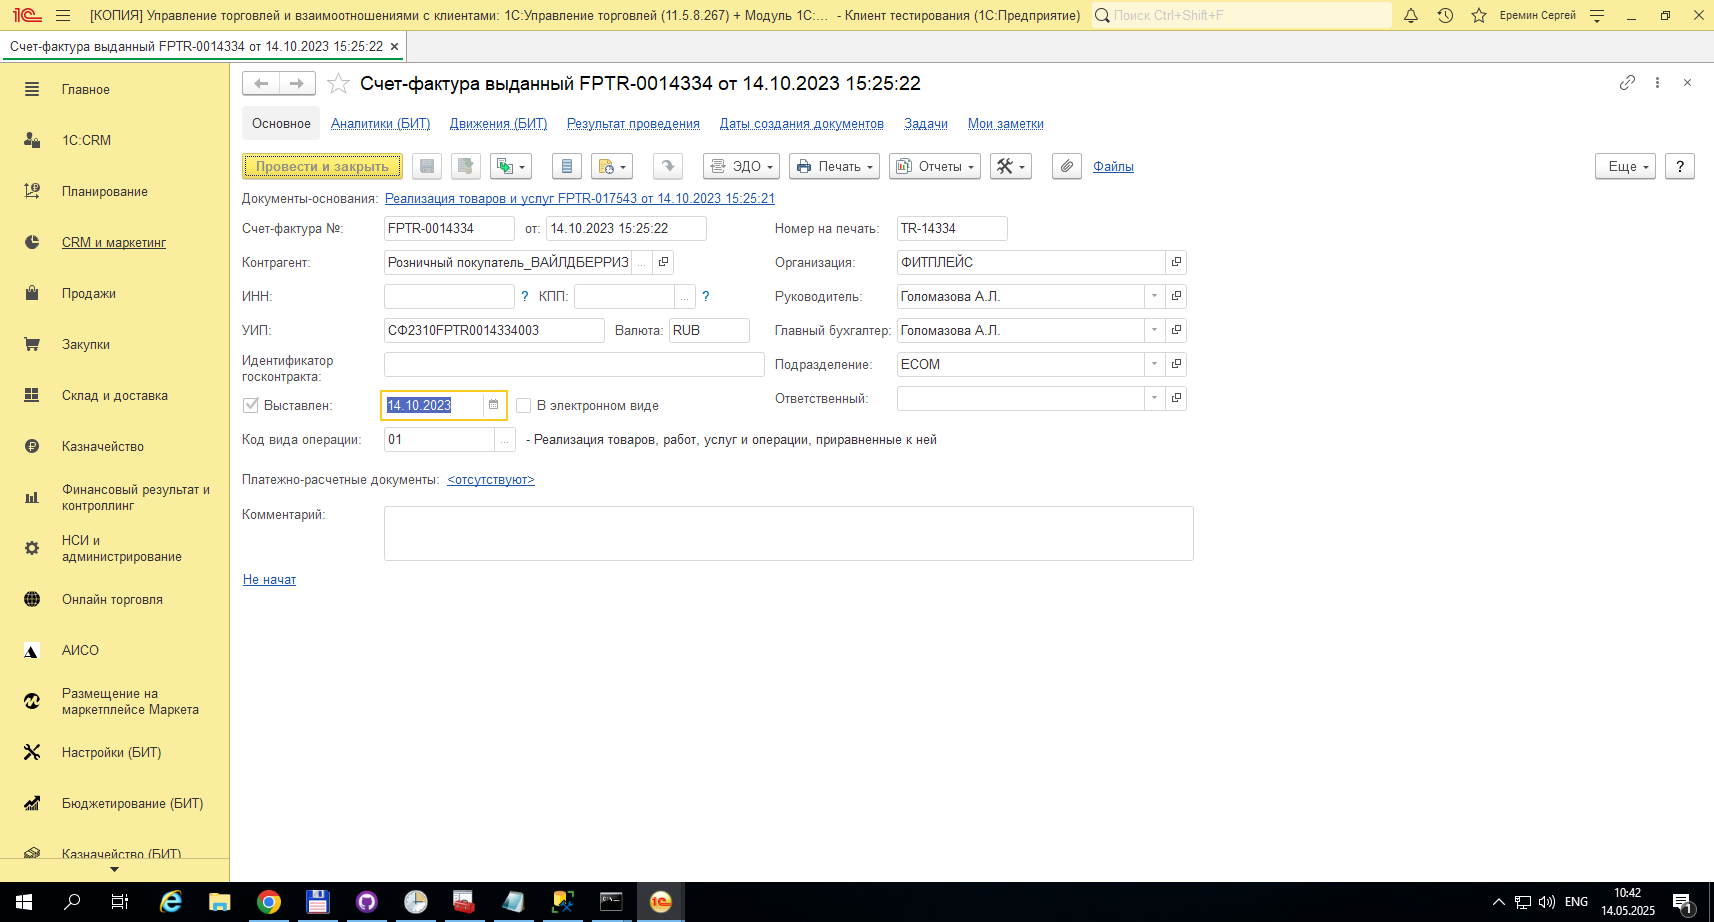 [КОПИЯ] Управление торговлей и взаимоотношениями с клиентами: 1С:Управление торговлей (11.5.8.267) + Модуль 1С:... - Клиент тестирования (1С:Предприятие)
Поиск Ctrl+Shift+F
Еремин Сергей
Счет-фактура выданный FPTR-0014334 от 14.10.2023 15:25:22
Главное
1С:CRM
Планирование
CRM и маркетинг
Продажи
Закупки
Склад и доставка
Казначейство
Финансовый результат и
контроллинг
НСИ и
администрирование
Онлайн торговля
АИСО
Размещение на
маркетплейсе Маркета
Настройки (БИТ)
Бюджетирование (БИТ)
Казначейство (БИТ)
Счет-фактура выданный FPTR-0014334 от 14.10.2023 15:25:22
Основное Аналитики (БИТ) Движения (БИТ) Результат проведения Даты создания документов Задачи Мои заметки
Провести и закрыть ЭДО Печать Отчеты Файлы Еще ?
Документы-основания: Реализация товаров и услуг FPTR-017543 от 14.10.2023 15:25:21
Счет-фактура №: FPTR-0014334 от: 14.10.2023 15:25:22 Номер на печать: TR-14334
Контрагент: Розничный покупатель_ВАЙЛДБЕРРИЗ ... Организация: ФИТПЛЕЙС
ИНН: ? КПП: ... ? Руководитель: Голомазова А.Л.
УИП: СФ2310FPTR0014334003 Валюта: RUB Главный бухгалтер: Голомазова А.Л.
Идентификатор
госконтракта:
Подразделение: ECOM
Выставлен: 14.10.2023 В электронном виде Ответственный:
Код вида операции: 01 ... - Реализация товаров, работ, услуг и операции, приравненные к ней
Платежно-расчетные документы: <отсутствуют>
Комментарий:
Не начат
ENG
10:42
14.05.2025
1